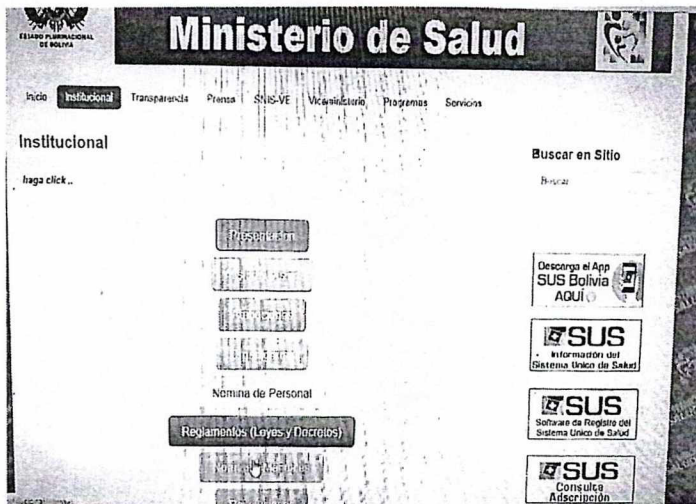 ESTADO PLURINACIONAL
DE BOLIVIA
Ministerio de Salud
Inicio Institucional Transparencia Prensa SNIS-VE Viceministerio Programas Servicios
Institucional
haga click ..
Presentación
Nomina de Personal
Reglamentos (Leyes y Decretos)
Buscar en Sitio
Buscar
Descarga el App
SUS Bolivia
AQUÍ
SUS
Información del
Sistema Unico de Salud
SUS
Software de Registro del
Sistema Unico de Salud
SUS
Consulta
Adscripción